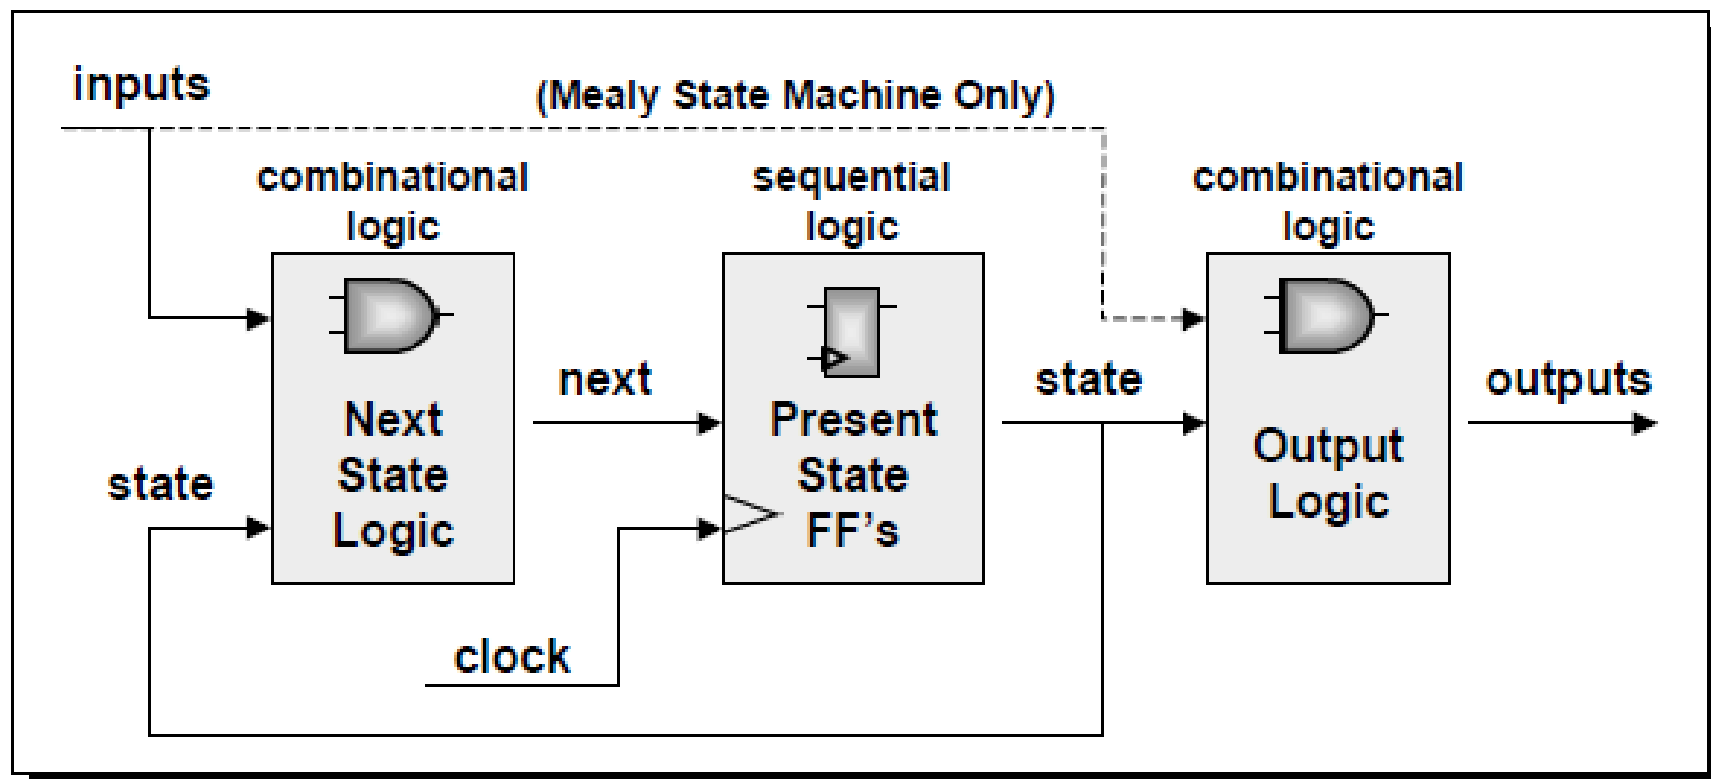 inputs
(Mealy State Machine Only)
combinational
logic
sequential
logic
combinational
logic
next
state
outputs
Next
State
Logic
Present
State
FF's
Output
Logic
state
clock